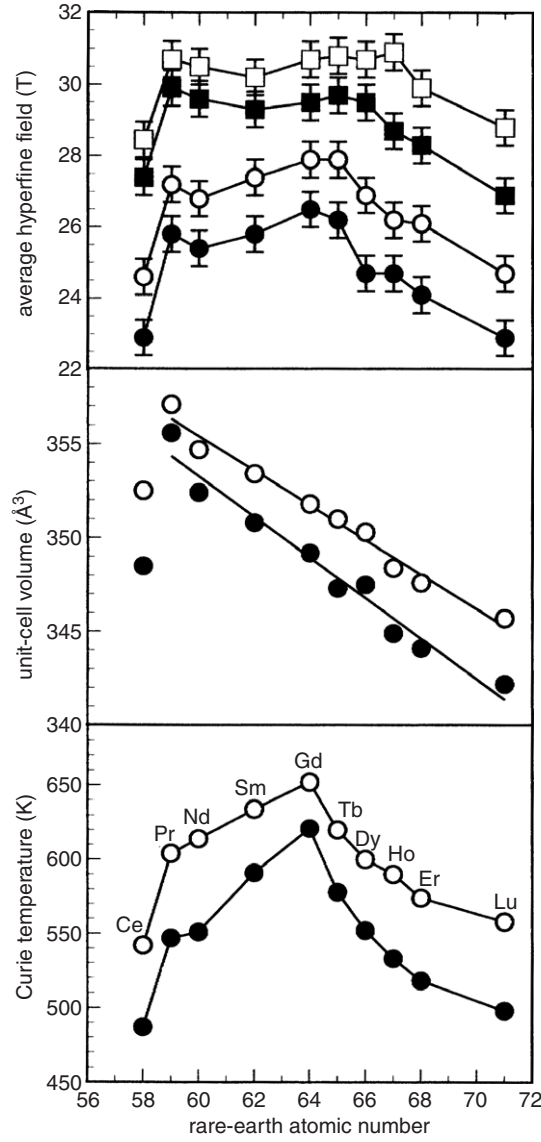 32
30
28
26
24
22
average hyperfine field (T)
355
350
345
340
unit-cell volume (Å³)
650
600
550
500
450
Curie temperature (K)
Gd
Sm
Tb
Nd
Pr
Dy
Ho
Er
Lu
Ce
56 58 60 62 64 66 68 70 72
rare-earth atomic number